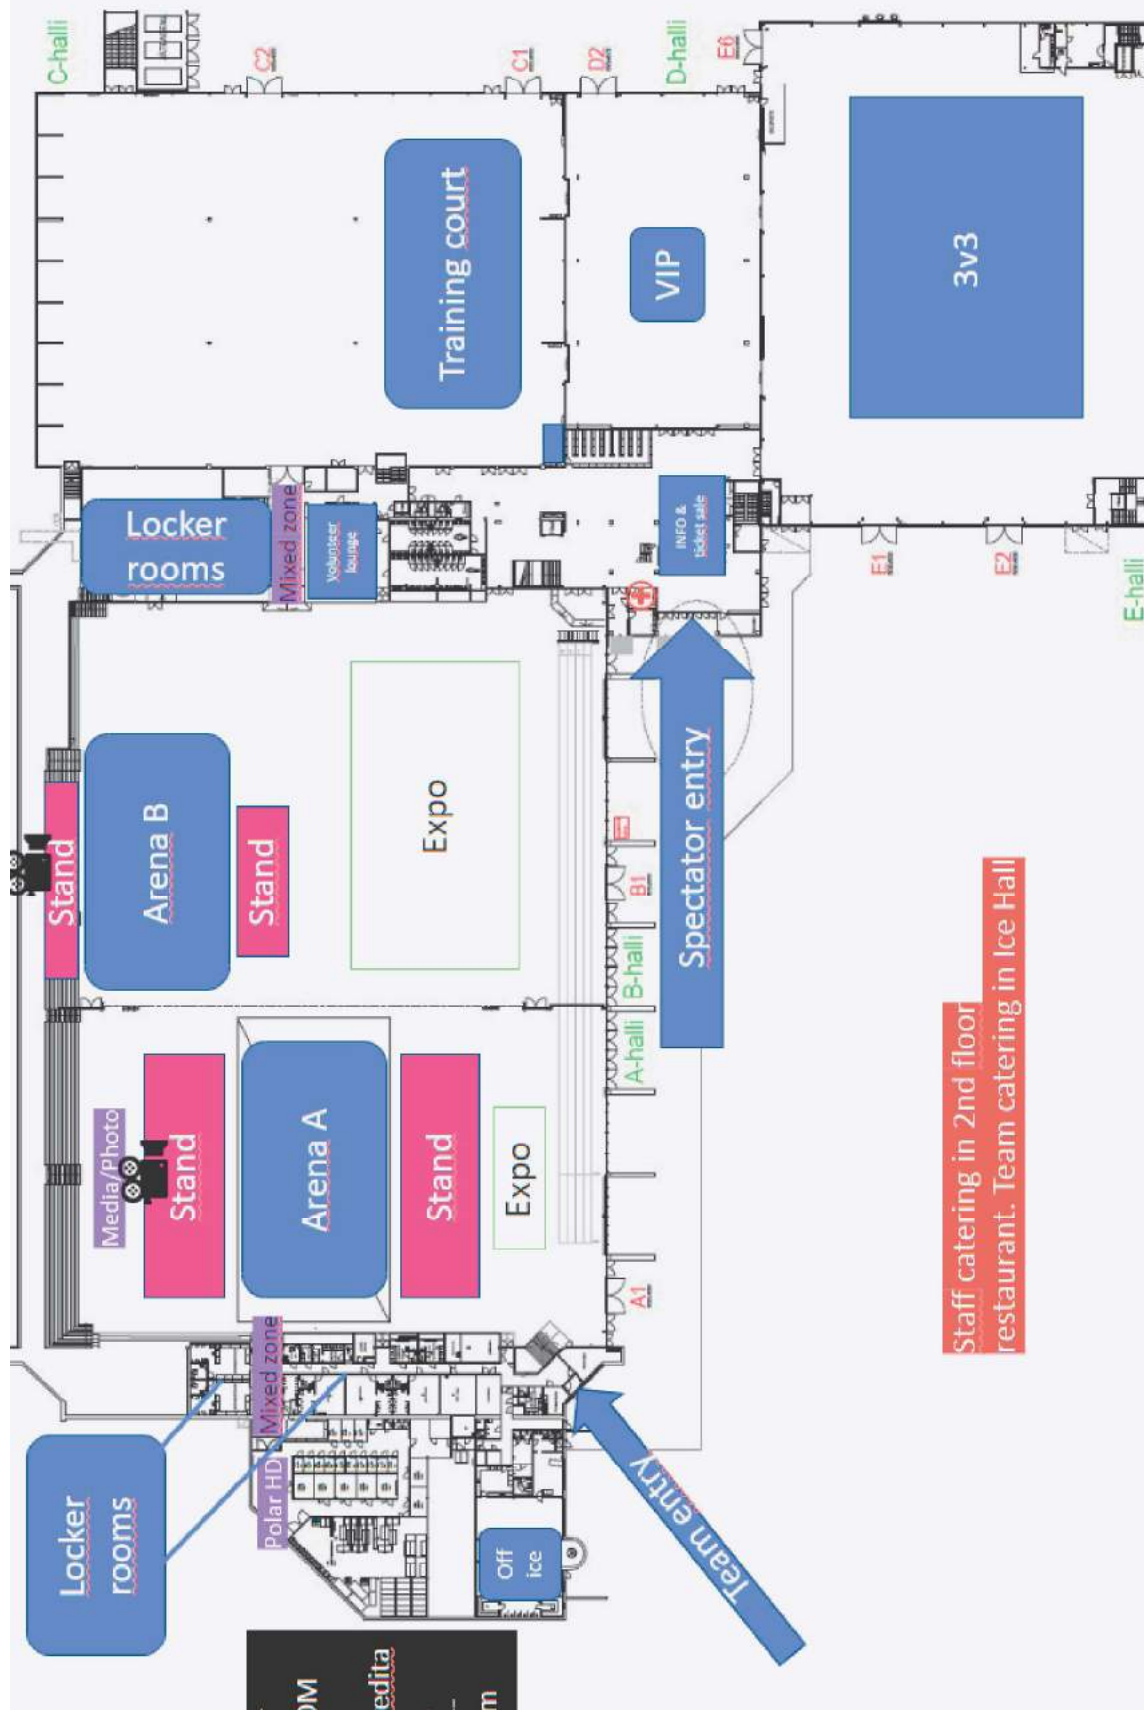 Locker
rooms
Media/Photo
Stand
Stand
Arena B
Locker
rooms
C-halli
Polar HD
Mixed zone
Arena A
Stand
Mixed zone
C2
OM
edita
m
Stand
Expo
Volunteer
lounge
Training court
Off
ice
Expo
C1
Team entry
A1
A-halli
B-halli
B1
D2
Spectator entry
INFO &
ticket sale
VIP
D-halli
E6
Staff catering in 2nd floor
restaurant. Team catering in Ice Hall
E1
E2
3v3
E-halli